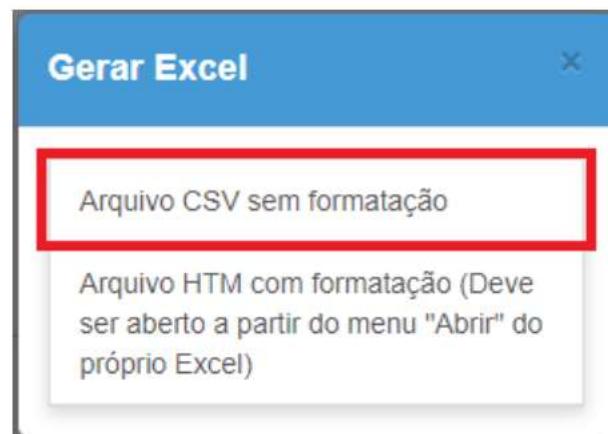 Gerar Excel
×
Arquivo CSV sem formatação
Arquivo HTM com formatação (Deve
ser aberto a partir do menu "Abrir" do
próprio Excel)